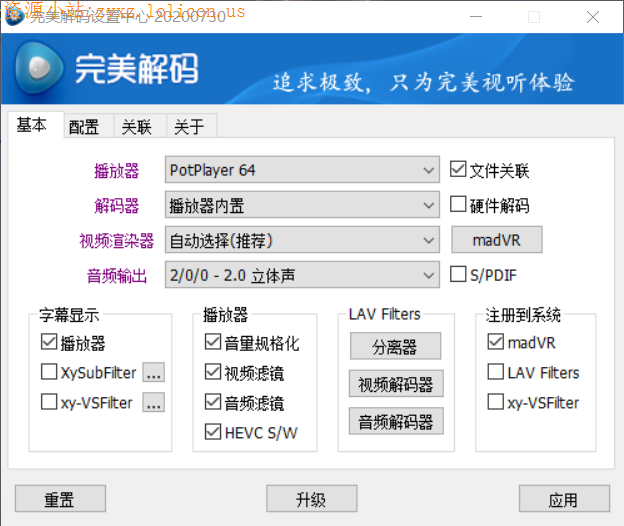 资源小站:zyxz.lolicon.us
完美解码设置中心 20200730
完美解码
追求极致，只为完美视听体验
基本 配置 关联 关于
播放器 PotPlayer 64 文件关联
解码器 播放器内置 硬件解码
视频渲染器 自动选择(推荐) madVR
音频输出 2/0/0 - 2.0 立体声 S/PDIF
字幕显示 播放器 LAV Filters 注册到系统
播放器 音量规格化 分离器 madVR
XySubFilter ... 视频滤镜 视频解码器 LAV Filters
xy-VSFilter ... 音频滤镜 音频解码器 xy-VSFilter
HEVC S/W
重置 升级 应用